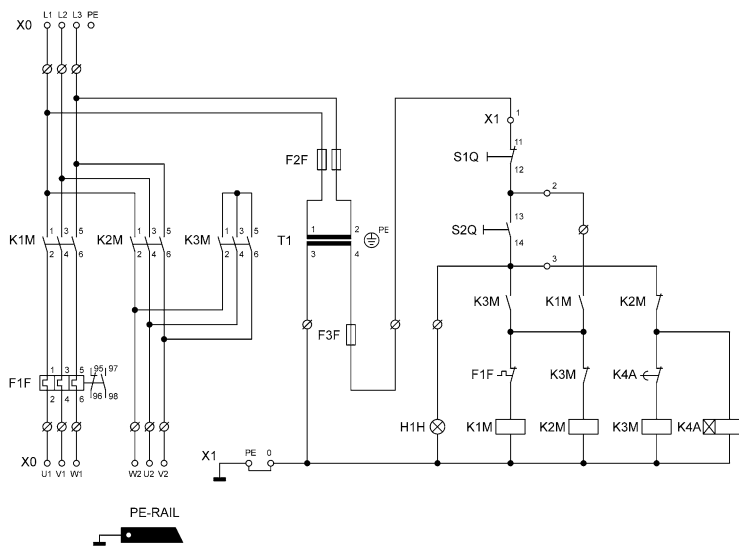 L1 L2 L3 PE
X0
X1 1
11
S1Q
12
F2F
2
13
S2Q
14
3
1 3 5
K1M
2 4 6
1 3 5
K2M
2 4 6
1 3 5
K3M
2 4 6
1 2
T1
PE
3 4
K3M K1M K2M
F3F
1 3 5 95 97
F1F
2 4 6 96 98
F1F K3M K4A
H1H K1M K2M K3M K4A
X0
U1 V1 W1 W2 U2 V2
X1
PE 0
PE-RAIL